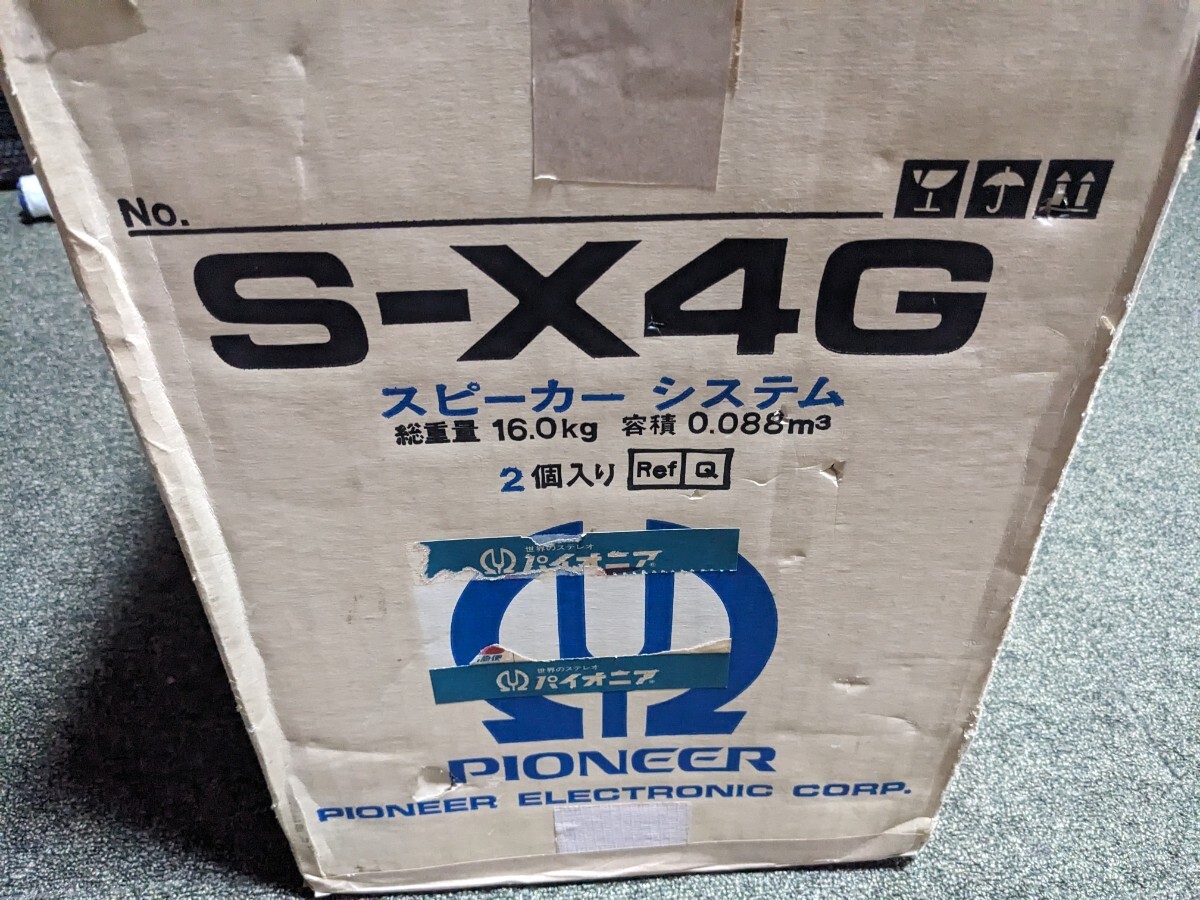 No.
S-X4G
スピーカー システム
総重量 16.0kg 容積 0.088m³
2個入り Ref Q
世界のステレオ
パイオニア
世界のステレオ
パイオニア
PIONEER
PIONEER ELECTRONIC CORP.